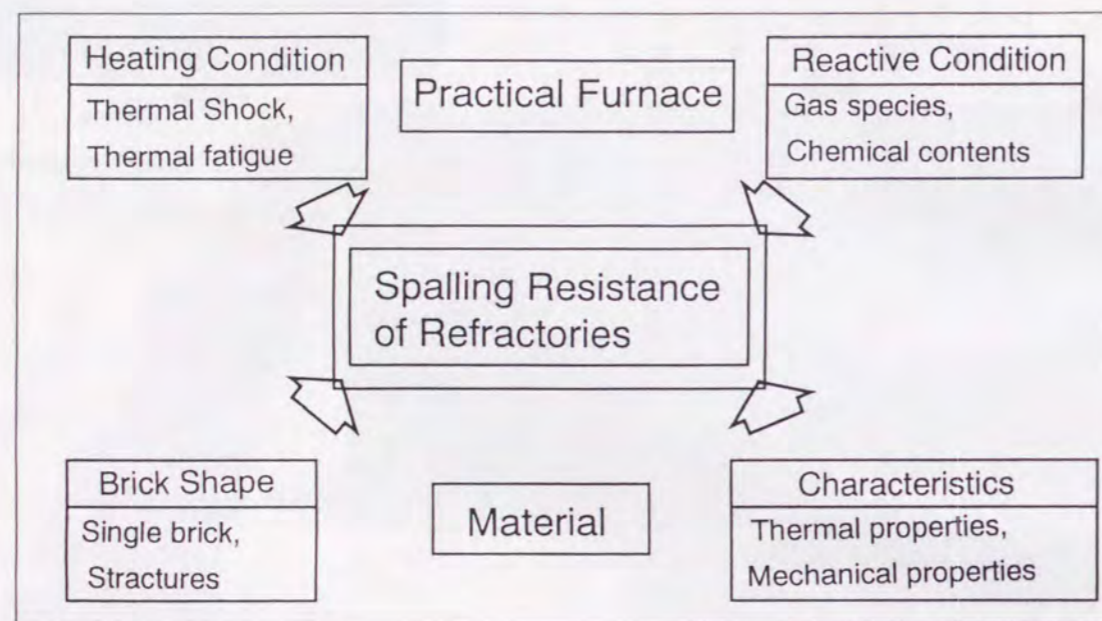 Heating Condition
Thermal Shock,
Thermal fatigue
Practical Furnace
Reactive Condition
Gas species,
Chemical contents
Spalling Resistance
of Refractories
Brick Shape
Single brick,
Stractures
Material
Characteristics
Thermal properties,
Mechanical properties